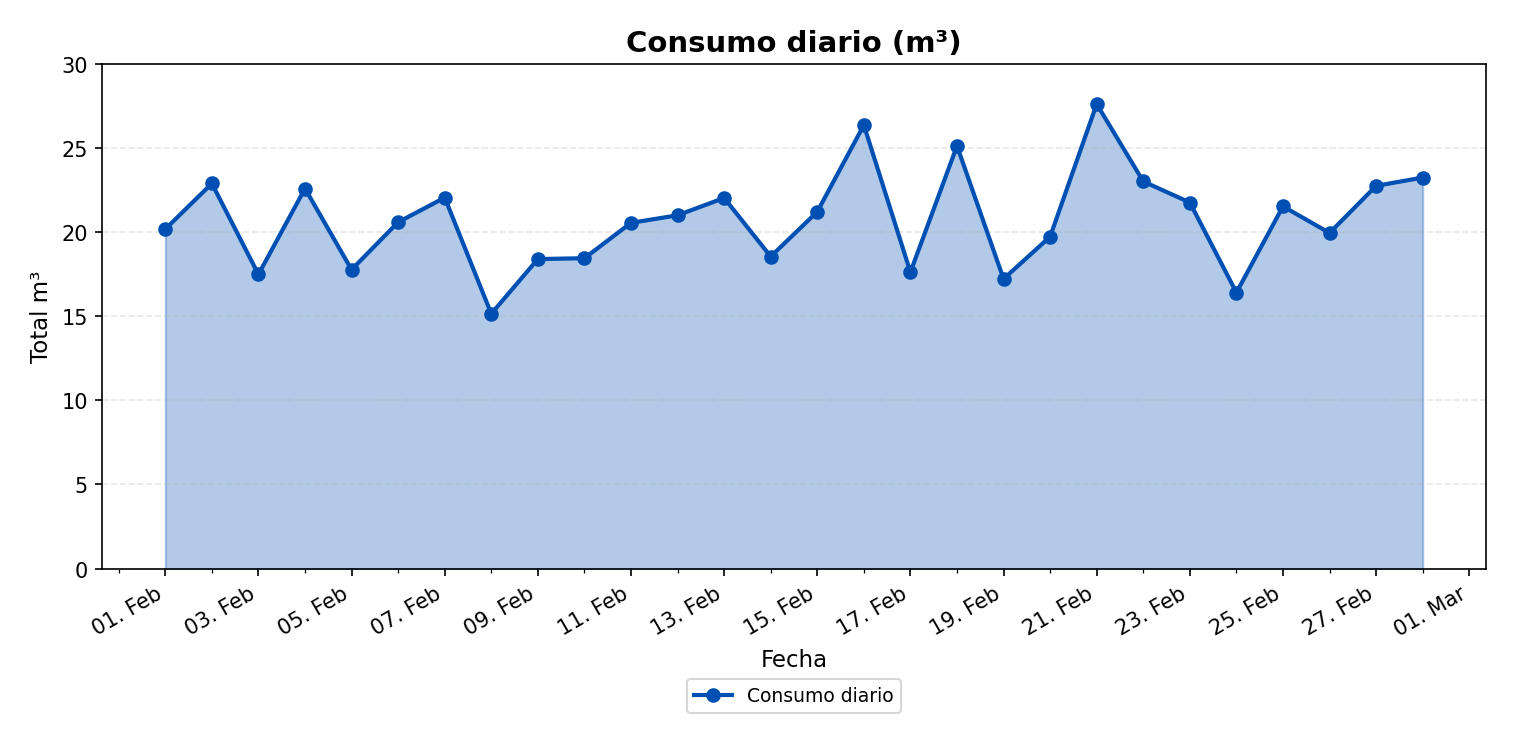 Consumo diario (m³)
Total m³
30
25
20
15
10
5
0
01. Feb
03. Feb
05. Feb
07. Feb
09. Feb
11. Feb
13. Feb
15. Feb
17. Feb
19. Feb
21. Feb
23. Feb
25. Feb
27. Feb
01. Mar
Fecha
Consumo diario